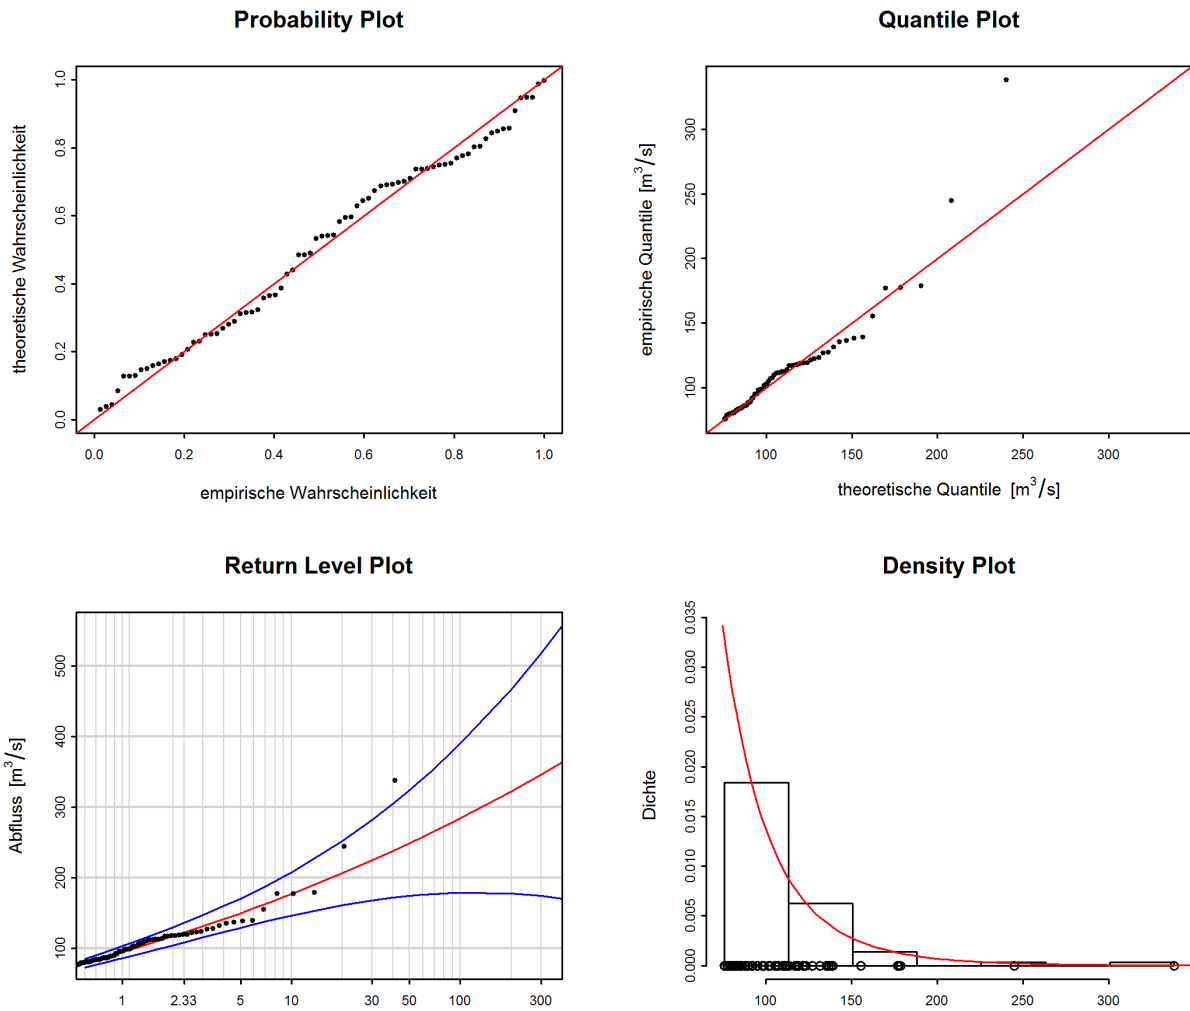 Probability Plot
theoretische Wahrscheinlichkeit
0.0 0.2 0.4 0.6 0.8 1.0
0.0 0.2 0.4 0.6 0.8 1.0
empirische Wahrscheinlichkeit
Quantile Plot
empirische Quantile [m³/s]
100 150 200 250 300
100 150 200 250 300
theoretische Quantile [m³/s]
Return Level Plot
Abfluss [m³/s]
100 200 300 400 500
1 2.33 5 10 30 50 100 300
Density Plot
Dichte
0.000 0.005 0.010 0.015 0.020 0.025 0.030 0.035
100 150 200 250 300